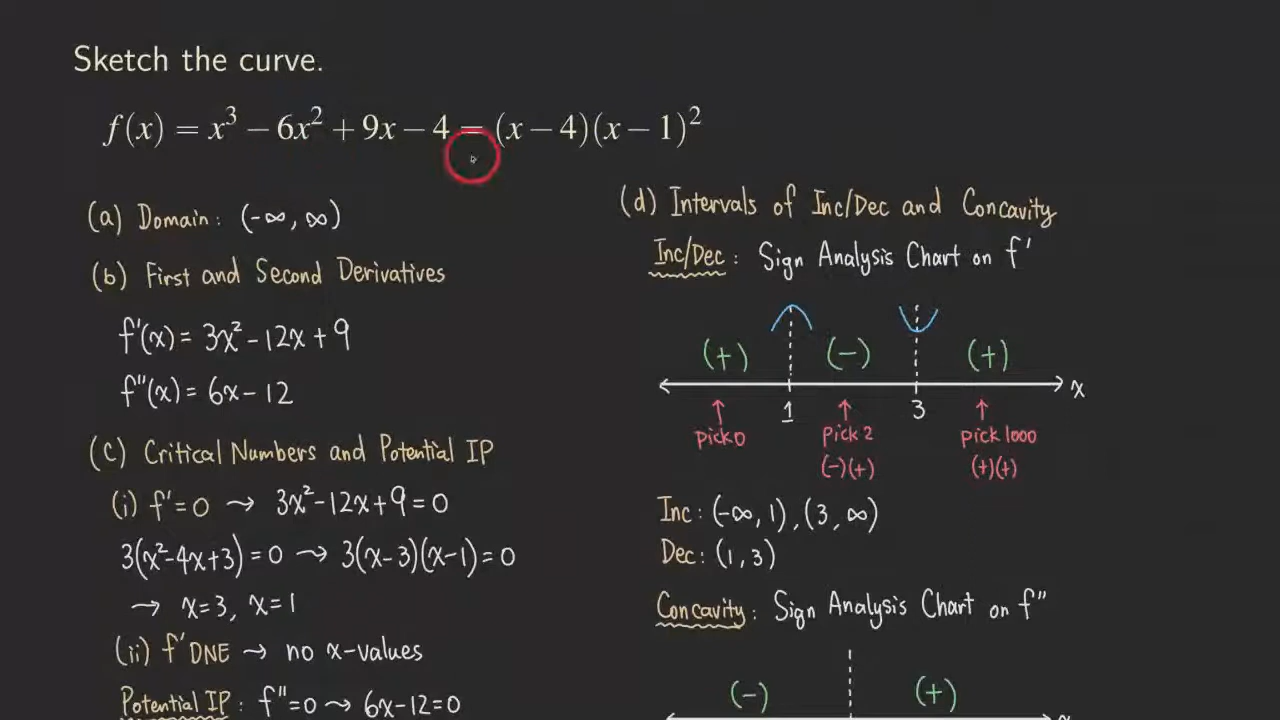 Sketch the curve.
f(x) = x³ − 6x² + 9x − 4 = (x − 4)(x − 1)²
(a) Domain: (-∞, ∞)
(b) First and Second Derivatives
f'(x) = 3x² - 12x + 9
f"(x) = 6x - 12
(c) Critical Numbers and Potential IP
(i) f' = 0 → 3x² - 12x + 9 = 0
3(x² - 4x + 3) = 0 → 3(x - 3)(x - 1) = 0
→ x = 3, x = 1
(ii) f' DNE → no x-values
Potential IP: f" = 0 → 6x - 12 = 0
(d) Intervals of Inc/Dec and Concavity
Inc/Dec: Sign Analysis Chart on f'
(+) (-) (+)
1 3 x
pick 0 pick 2 pick 1000
(-)(+) (+)(+)
Inc: (-∞, 1), (3, ∞)
Dec: (1, 3)
Concavity: Sign Analysis Chart on f"
(-) (+)